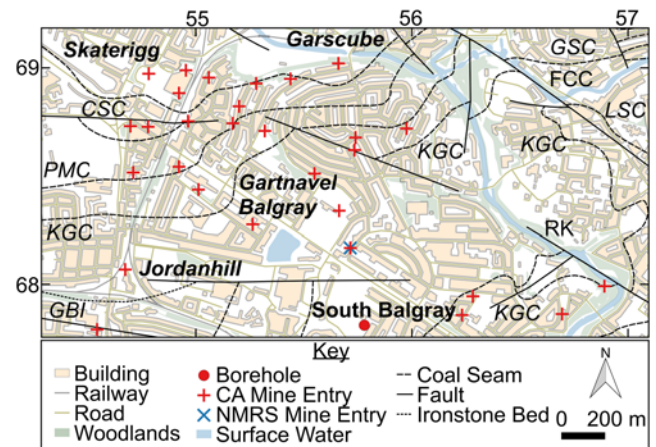 55 56 57
Skaterigg Garscube GSC
69 FCC
CSC LSC
KGC KGC
PMC
Gartnavel
Balgray
KGC RK
Jordanhill
68
South Balgray KGC
GBI
Key
Building Borehole Coal Seam N
Railway CA Mine Entry Fault
Road NMRS Mine Entry Ironstone Bed
Woodlands Surface Water 0 200 m